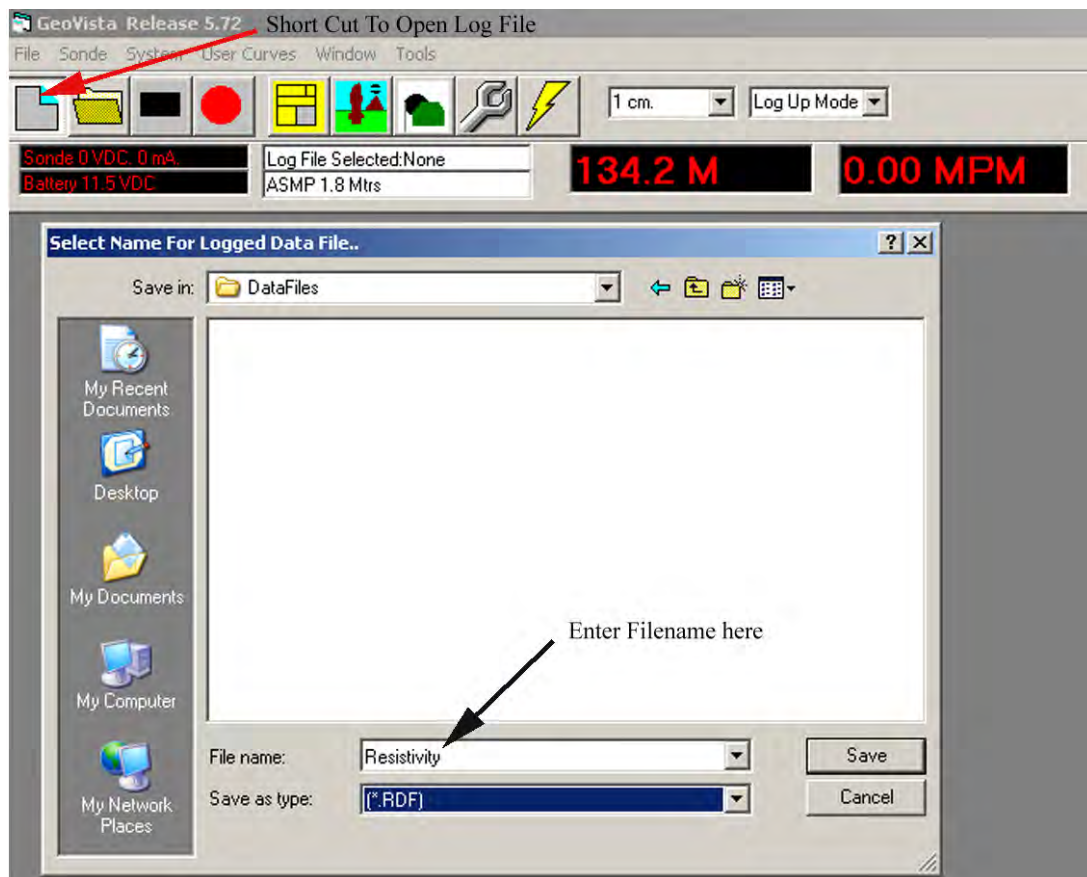 GeoVista Release 5.72
Short Cut To Open Log File
File Sonde System User Curves Window Tools
1 cm.
Log Up Mode
Sonde 0 VDC. 0 mA.
Battery 11.5 VDC
Log File Selected:None
ASMP 1.8 Mtrs
134.2 M
0.00 MPM
Select Name For Logged Data File..
Save in:
DataFiles
My Recent
Documents
Desktop
My Documents
My Computer
My Network
Places
Enter Filename here
File name:
Resistivity
Save
Save as type:
(*.RDF)
Cancel